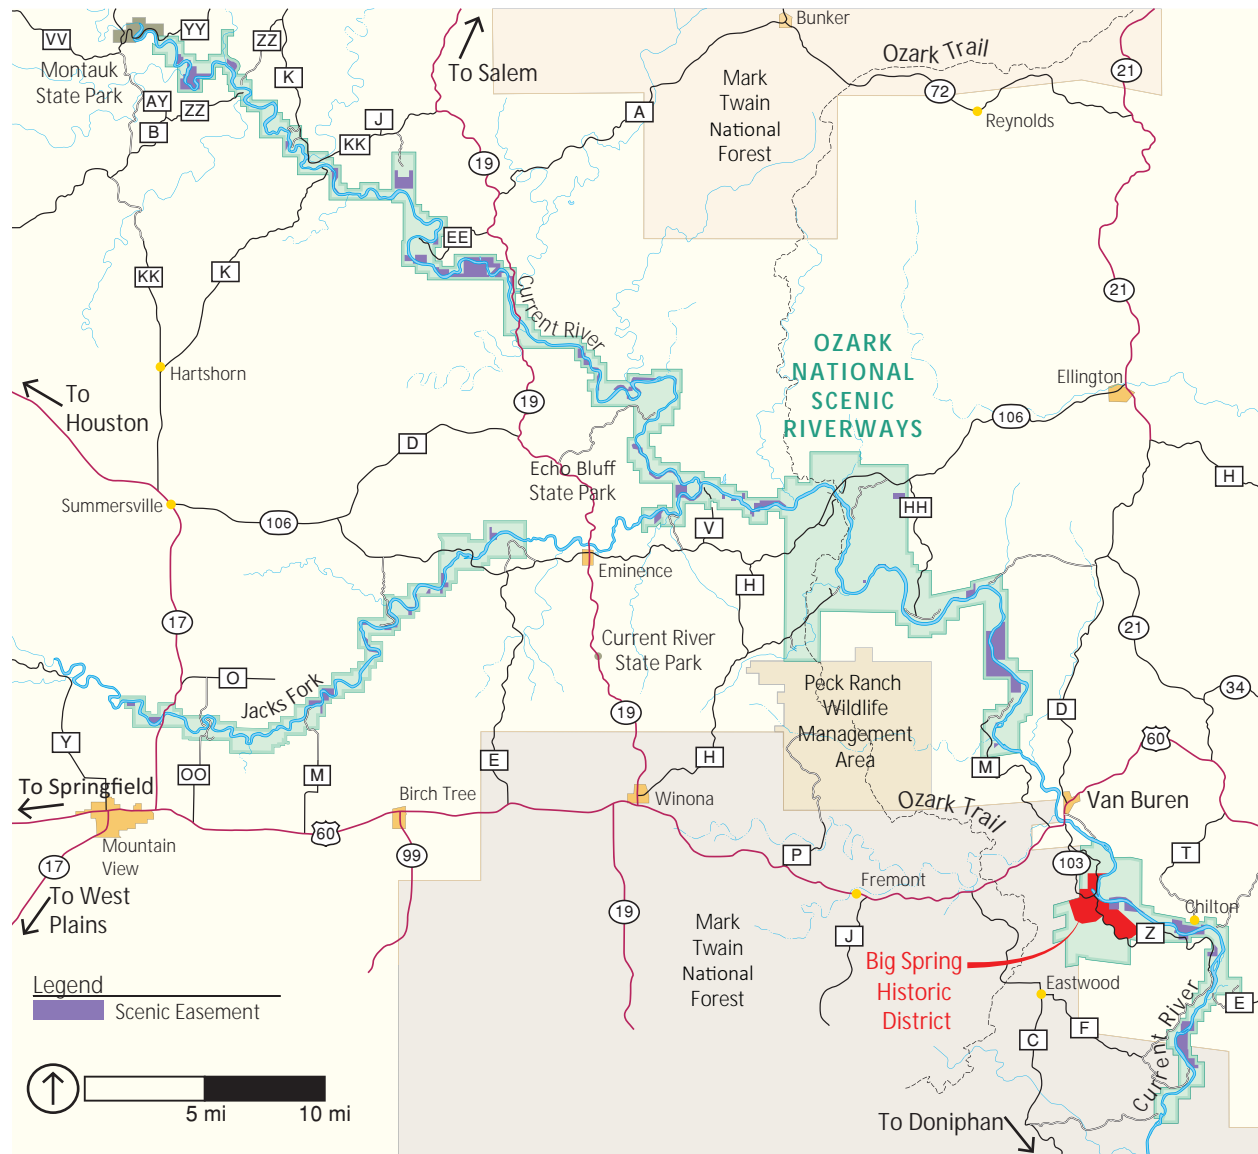 VV
YY
ZZ
Bunker
Montauk
State Park
K
To Salem
Ozark Trail
21
Mark
Twain
National
Forest
72
AY
ZZ
B
J
A
Reynolds
KK
19
EE
KK
K
21
Current River
OZARK
NATIONAL
SCENIC
RIVERWAYS
Hartshorn
Ellington
To
Houston
19
106
D
Echo Bluff
State Park
H
Summersville
106
HH
V
Eminence
H
17
21
Current River
State Park
O
Jacks Fork
Peck Ranch
Wildlife
Management
Area
34
19
D
60
Y
E
H
M
OO
M
To Springfield
Birch Tree
Winona
Ozark Trail
Van Buren
60
Mountain
View
99
P
103
T
17
To West
Plains
Fremont
19
Chilton
Mark
Twain
National
Forest
J
Z
Big Spring
Historic
District
Eastwood
E
Legend
Scenic Easement
F
C
Current River
5 mi
10 mi
To Doniphan